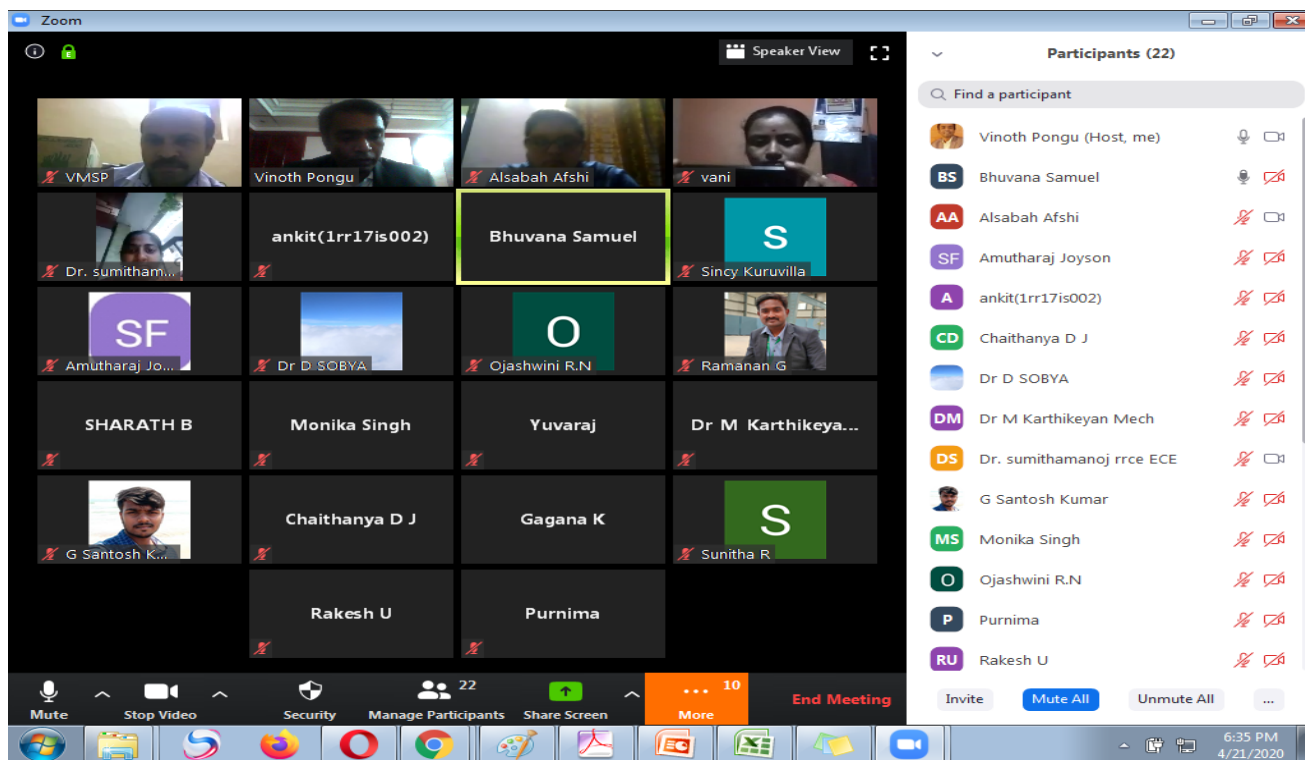 Zoom
Speaker View
VMSP
Vinoth Pongu
Alsabah Afshi
vani
Dr. sumitham...
ankit(1rr17is002)
Bhuvana Samuel
S
Sincy Kuruvilla
SF
Amutharaj Jo...
Dr D SOBYA
O
Ojashwini R.N
Ramanan G
SHARATH B
Monika Singh
Yuvaraj
Dr M Karthikeya...
G Santosh K...
Chaithanya D J
Gagana K
S
Sunitha R
Rakesh U
Purnima
Mute
Stop Video
Security
22
Manage Participants
Share Screen
10
More
End Meeting
Participants (22)
Find a participant
Vinoth Pongu (Host, me)
BS Bhuvana Samuel
AA Alsabah Afshi
SF Amutharaj Joyson
A ankit(1rr17is002)
CD Chaithanya D J
Dr D SOBYA
DM Dr M Karthikeyan Mech
DS Dr. sumithamanoj rrce ECE
G Santosh Kumar
MS Monika Singh
O Ojashwini R.N
P Purnima
RU Rakesh U
Invite
Mute All
Unmute All
...
6:35 PM
4/21/2020